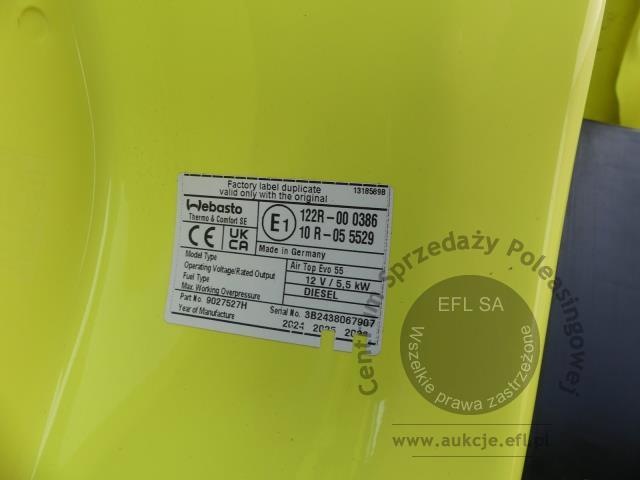 Factory label duplicate
valid only with the original
1318589B
Webasto
Thermo & Comfort SE
E1
122R-00 0386
10 R-05 5529
CE
UK
CA
Made in Germany
Model Type Air Top Evo 55
Operating Voltage/Rated Output 12 V / 5,5 kW
Fuel Type DIESEL
Max. Working Overpressure
Part No. 9027527H Serial No. 3B2438067907
Year of Manufacture 2024 2025
Centrum Sprzedaży Poleasingowej
EFL SA
Wszelkie prawa zastrzeżone
www.aukcje.efl.pl